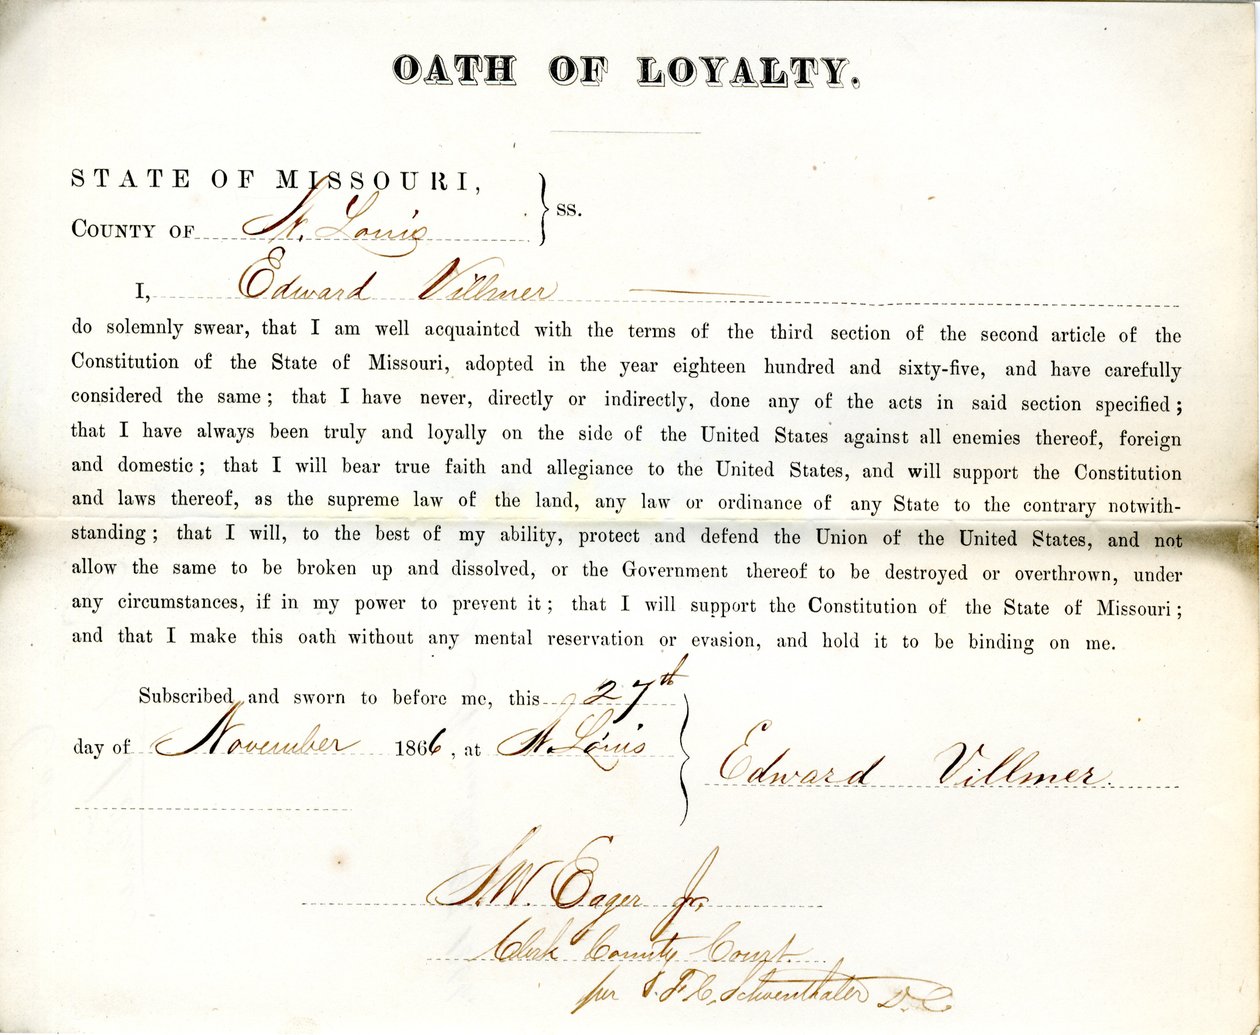 OATH OF LOYALTY.
STATE OF MISSOURI,
COUNTY OF St. Louis
ss.
I, Edward Villmer
do solemnly swear, that I am well acquainted with the terms of the third section of the second article of the
Constitution of the State of Missouri, adopted in the year eighteen hundred and sixty-five, and have carefully
considered the same; that I have never, directly or indirectly, done any of the acts in said section specified;
that I have always been truly and loyally on the side of the United States against all enemies thereof, foreign
and domestic; that I will bear true faith and allegiance to the United States, and will support the Constitution
and laws thereof, as the supreme law of the land, any law or ordinance of any State to the contrary notwith-
standing; that I will, to the best of my ability, protect and defend the Union of the United States, and not
allow the same to be broken up and dissolved, or the Government thereof to be destroyed or overthrown, under
any circumstances, if in my power to prevent it; that I will support the Constitution of the State of Missouri;
and that I make this oath without any mental reservation or evasion, and hold it to be binding on me.
Subscribed and sworn to before me, this 27th
day of November 1866, at St. Louis
Edward Villmer.
S.W. Eager Jr,
Clerk County Court.
per D.C.